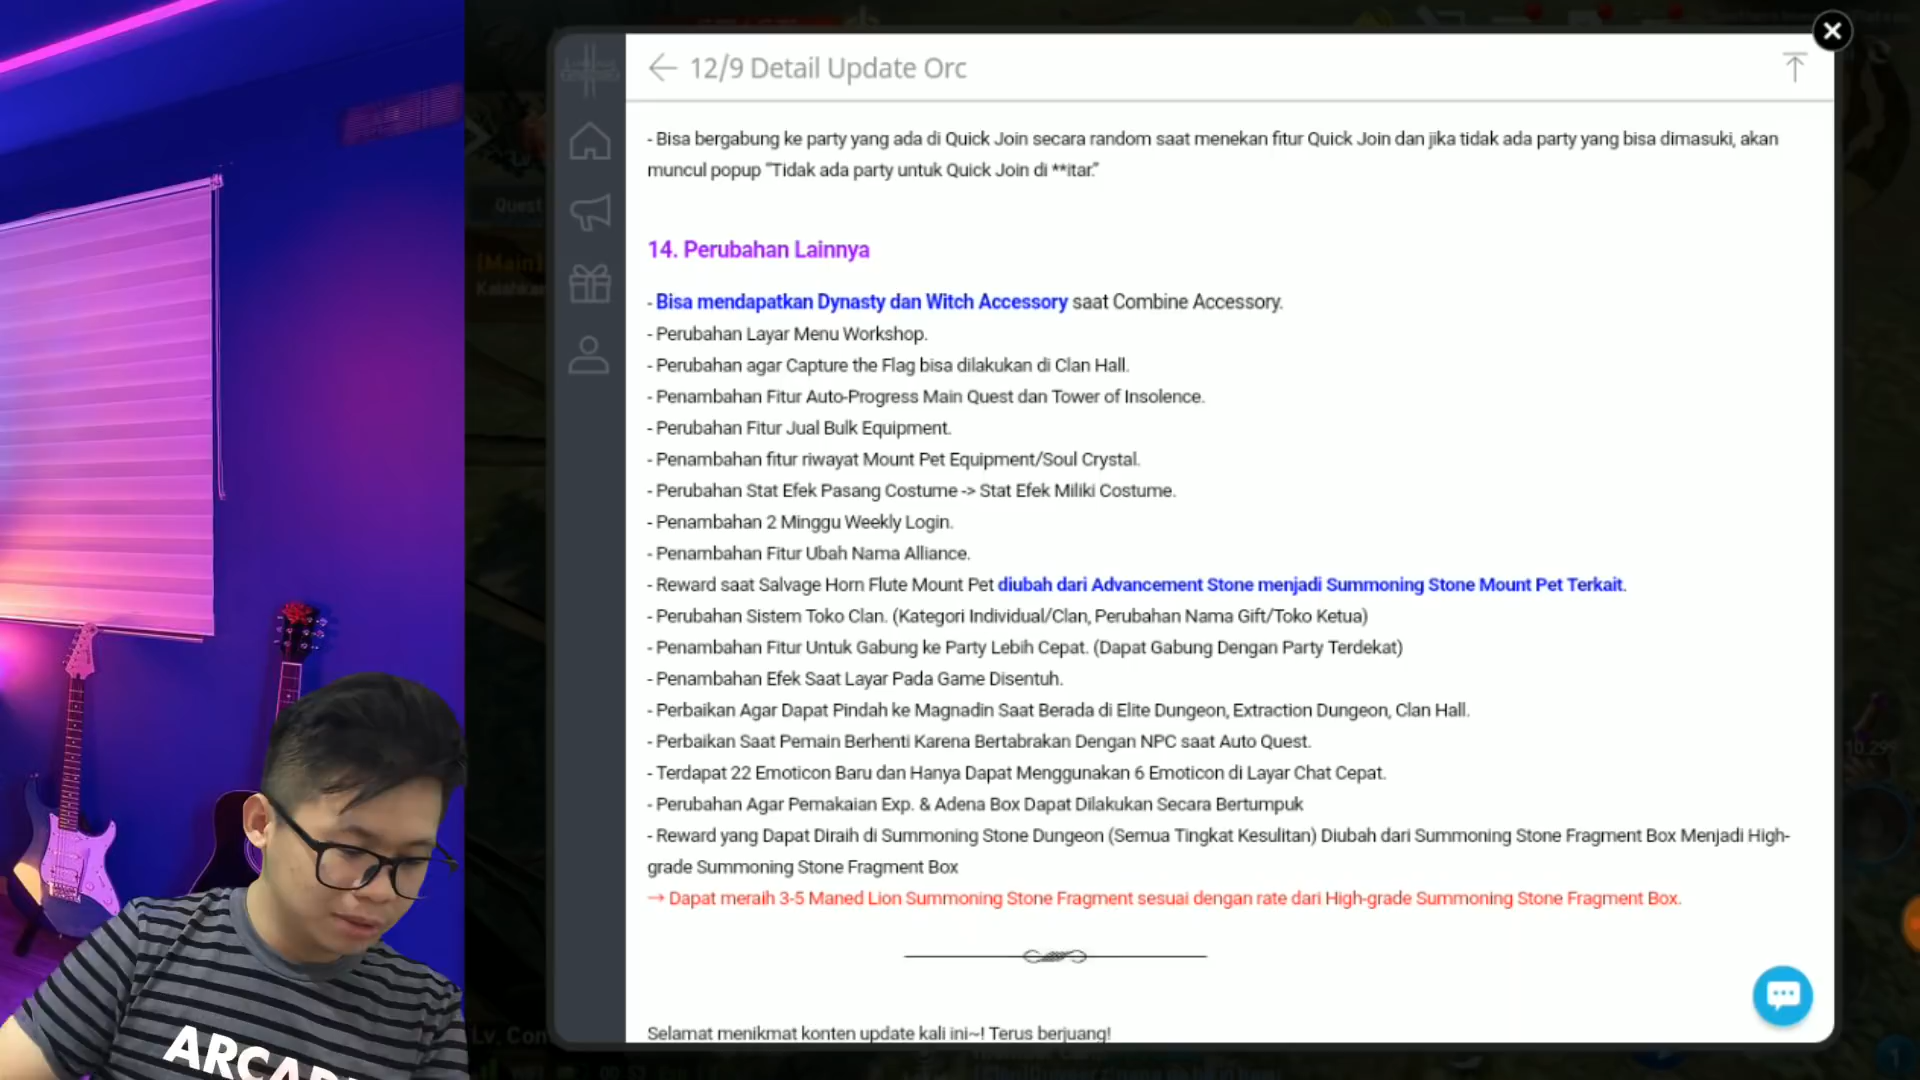 12/9 Detail Update Orc
- Bisa bergabung ke party yang ada di Quick Join secara random saat menekan fitur Quick Join dan jika tidak ada party yang bisa dimasuki, akan
muncul popup "Tidak ada party untuk Quick Join di **itar."
14. Perubahan Lainnya
- Bisa mendapatkan Dynasty dan Witch Accessory saat Combine Accessory.
- Perubahan Layar Menu Workshop.
- Perubahan agar Capture the Flag bisa dilakukan di Clan Hall.
- Penambahan Fitur Auto-Progress Main Quest dan Tower of Insolence.
- Perubahan Fitur Jual Bulk Equipment.
- Penambahan fitur riwayat Mount Pet Equipment/Soul Crystal.
- Perubahan Stat Efek Pasang Costume -> Stat Efek Miliki Costume.
- Penambahan 2 Minggu Weekly Login.
- Penambahan Fitur Ubah Nama Alliance.
- Reward saat Salvage Horn Flute Mount Pet diubah dari Advancement Stone menjadi Summoning Stone Mount Pet Terkait.
- Perubahan Sistem Toko Clan. (Kategori Individual/Clan, Perubahan Nama Gift/Toko Ketua)
- Penambahan Fitur Untuk Gabung ke Party Lebih Cepat. (Dapat Gabung Dengan Party Terdekat)
- Penambahan Efek Saat Layar Pada Game Disentuh.
- Perbaikan Agar Dapat Pindah ke Magnadin Saat Berada di Elite Dungeon, Extraction Dungeon, Clan Hall.
- Perbaikan Saat Pemain Berhenti Karena Bertabrakan Dengan NPC saat Auto Quest.
- Terdapat 22 Emoticon Baru dan Hanya Dapat Menggunakan 6 Emoticon di Layar Chat Cepat.
- Perubahan Agar Pemakaian Exp. & Adena Box Dapat Dilakukan Secara Bertumpuk
- Reward yang Dapat Diraih di Summoning Stone Dungeon (Semua Tingkat Kesulitan) Diubah dari Summoning Stone Fragment Box Menjadi High-
grade Summoning Stone Fragment Box
→ Dapat meraih 3-5 Maned Lion Summoning Stone Fragment sesuai dengan rate dari High-grade Summoning Stone Fragment Box.
Selamat menikmat konten update kali ini~! Terus berjuang!
Quest
[Main]
10.299
Lv. Con